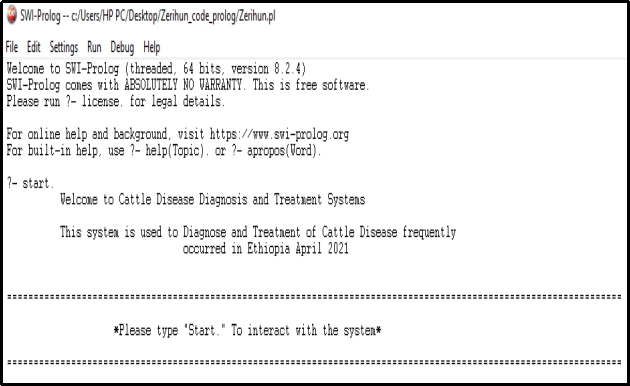 SWI-Prolog -- c:/Users/HP PC/Desktop/Zerihun_code_prolog/Zerihun.pl
File Edit Settings Run Debug Help
Welcome to SWI-Prolog (threaded, 64 bits, version 8.2.4)
SWI-Prolog comes with ABSOLUTELY NO WARRANTY. This is free software.
Please run ?- license. for legal details.
For online help and background, visit https://www.swi-prolog.org
For built-in help, use ?- help(Topic). or ?- apropos(Word).
?- start.
Welcome to Cattle Disease Diagnosis and Treatment Systems
This system is used to Diagnose and Treatment of Cattle Disease frequently
occurred in Ethiopia April 2021
*Please type "Start." To interact with the system*